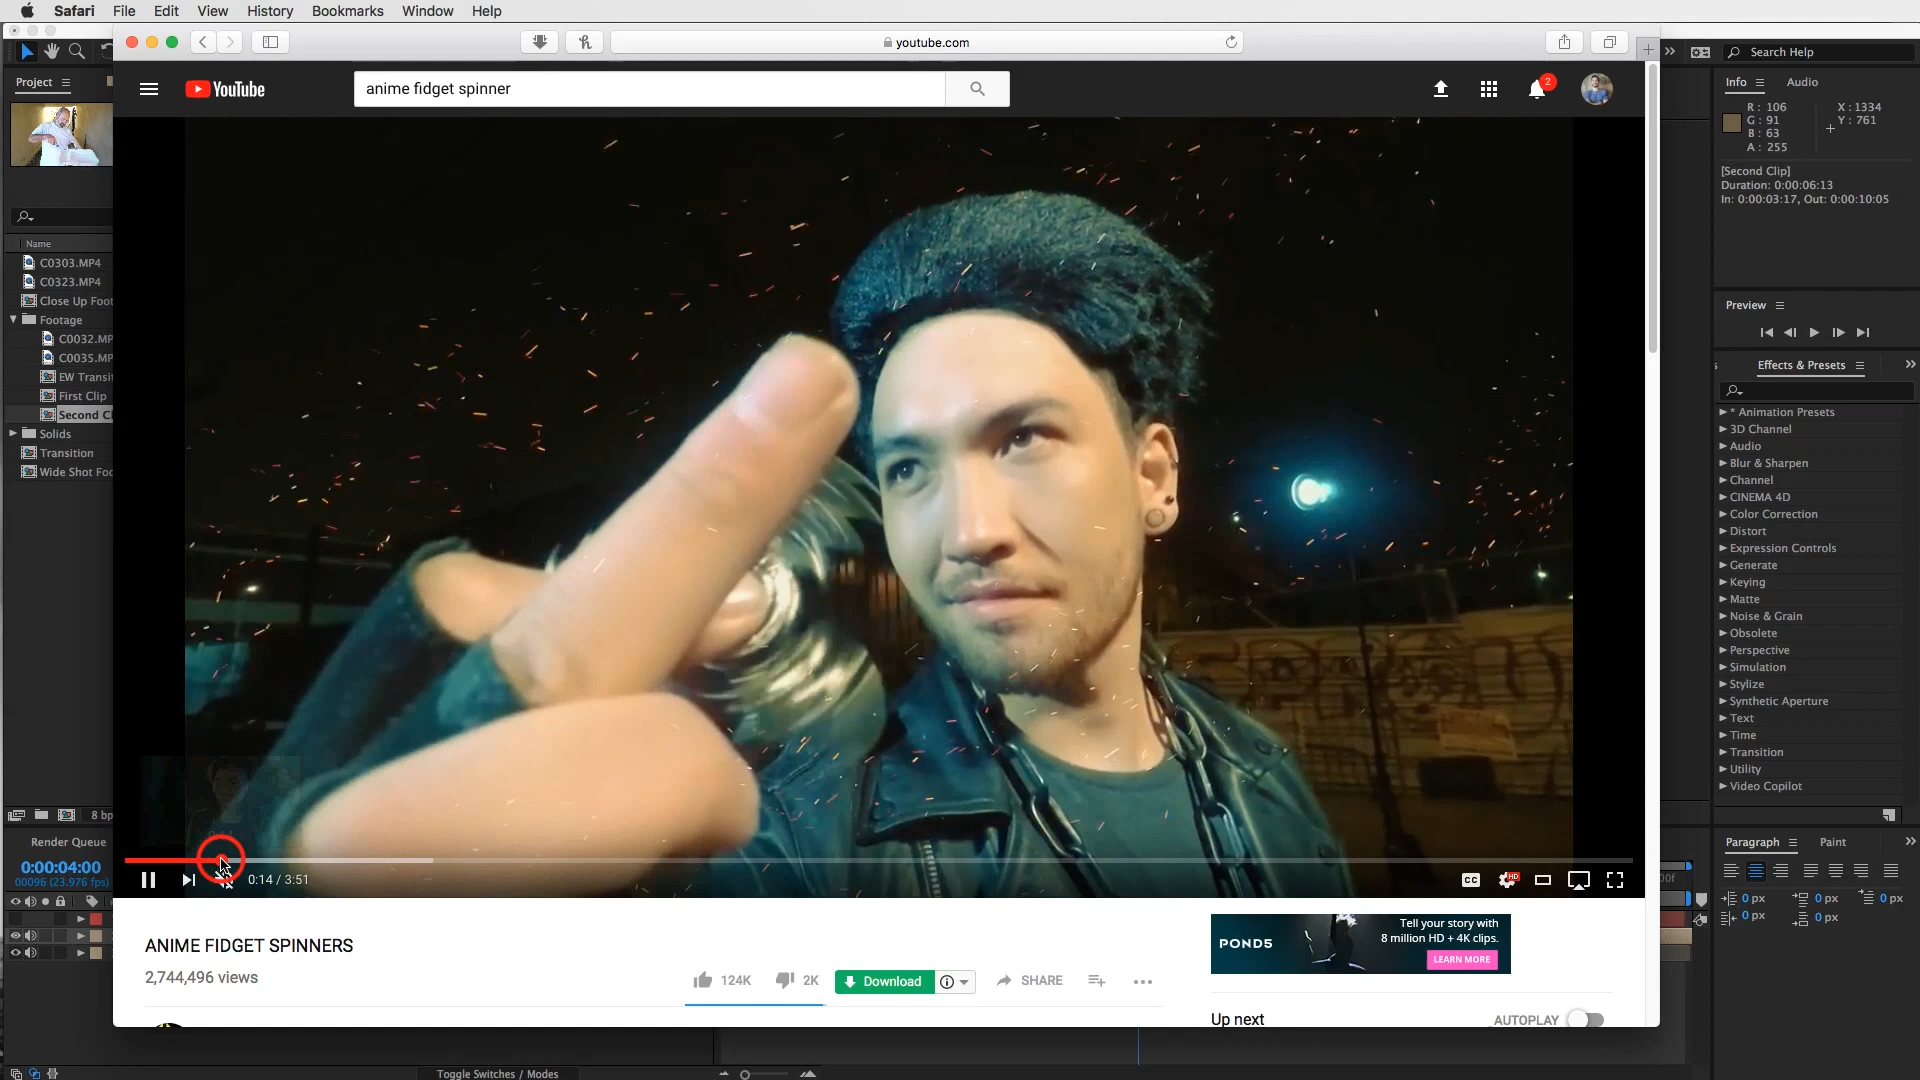 Safari File Edit View History Bookmarks Window Help
youtube.com
Search Help
YouTube
anime fidget spinner
2
Project
Name
C0303.MP4
C0323.MP4
Close Up Foot
Footage
C0032.MP
C0035.MP
EW Transit
First Clip
Second Cl
Solids
Transition
Wide Shot Foo
8 bp
Render Queue
0:00:04:00
00096 (23.976 fps)
0:14 / 3:51
CC
HD
ANIME FIDGET SPINNERS
2,744,496 views
124K
2K
Download
SHARE
POND5
Tell your story with
8 million HD + 4K clips.
LEARN MORE
Up next
AUTOPLAY
Toggle Switches / Modes
Info
Audio
R: 106
G: 91
B: 63
A: 255
X: 1334
Y: 761
[Second Clip]
Duration: 0:00:06:13
In: 0:00:03:17, Out: 0:00:10:05
Preview
Effects & Presets
* Animation Presets
3D Channel
Audio
Blur & Sharpen
Channel
CINEMA 4D
Color Correction
Distort
Expression Controls
Generate
Keying
Matte
Noise & Grain
Obsolete
Perspective
Simulation
Stylize
Synthetic Aperture
Text
Time
Transition
Utility
Video Copilot
Paragraph
Paint
0 px
0 px
0 px
0 px
0 px